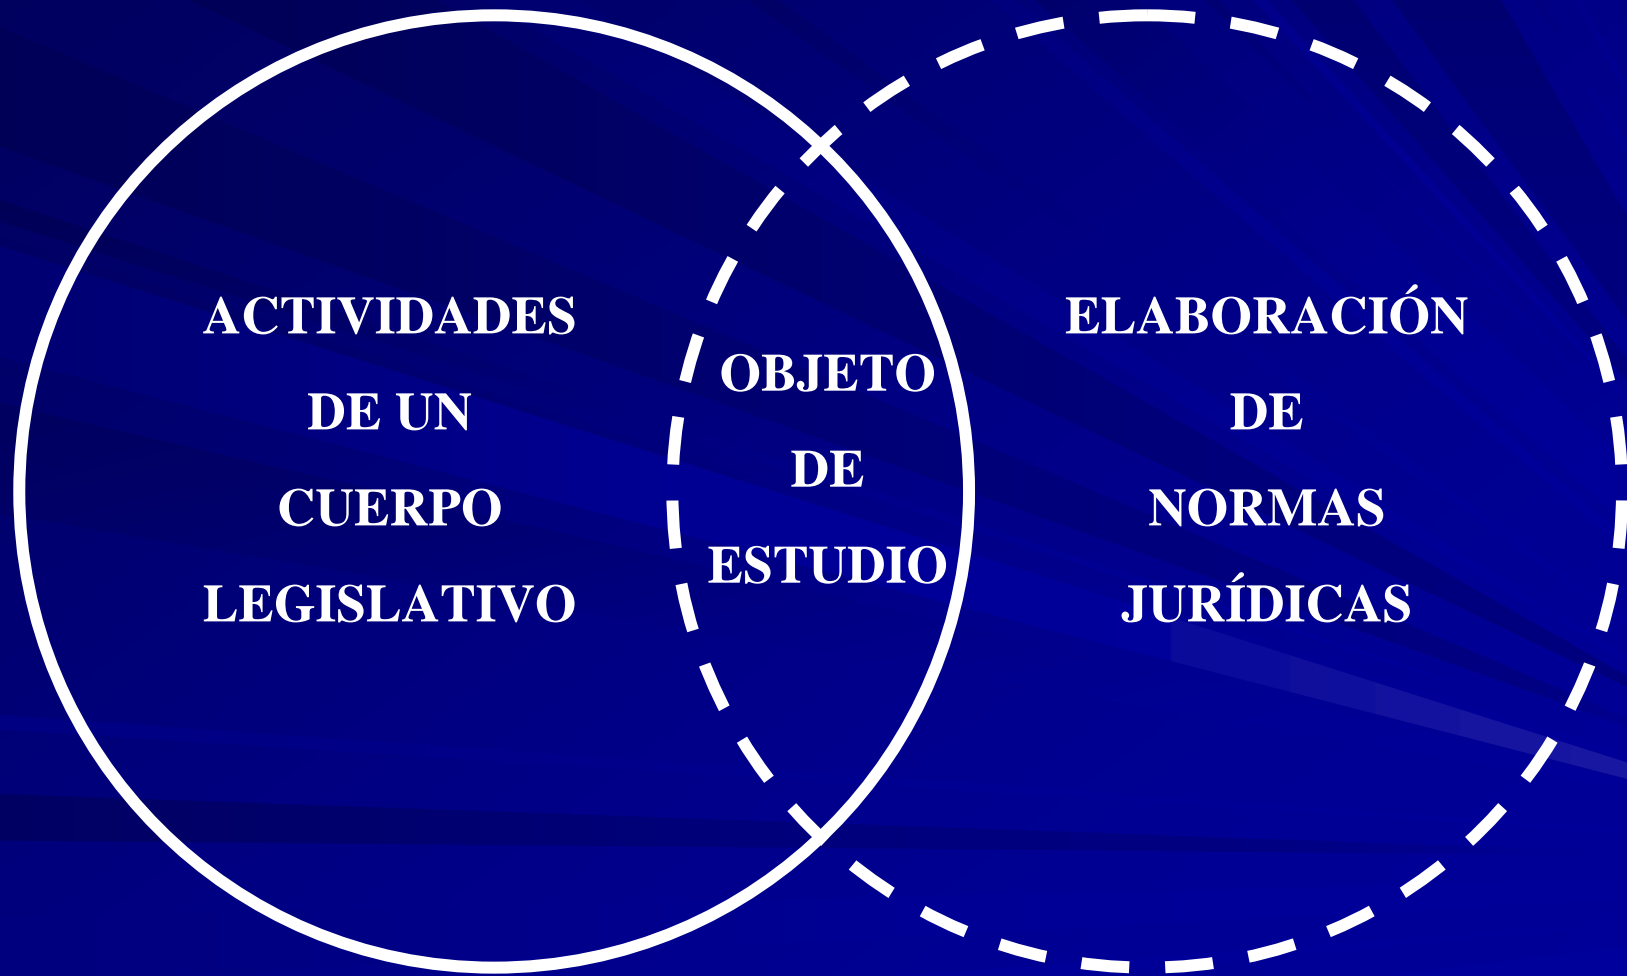 ACTIVIDADES
DE UN
CUERPO
LEGISLATIVO
OBJETO
DE
ESTUDIO
ELABORACIÓN
DE
NORMAS
JURÍDICAS